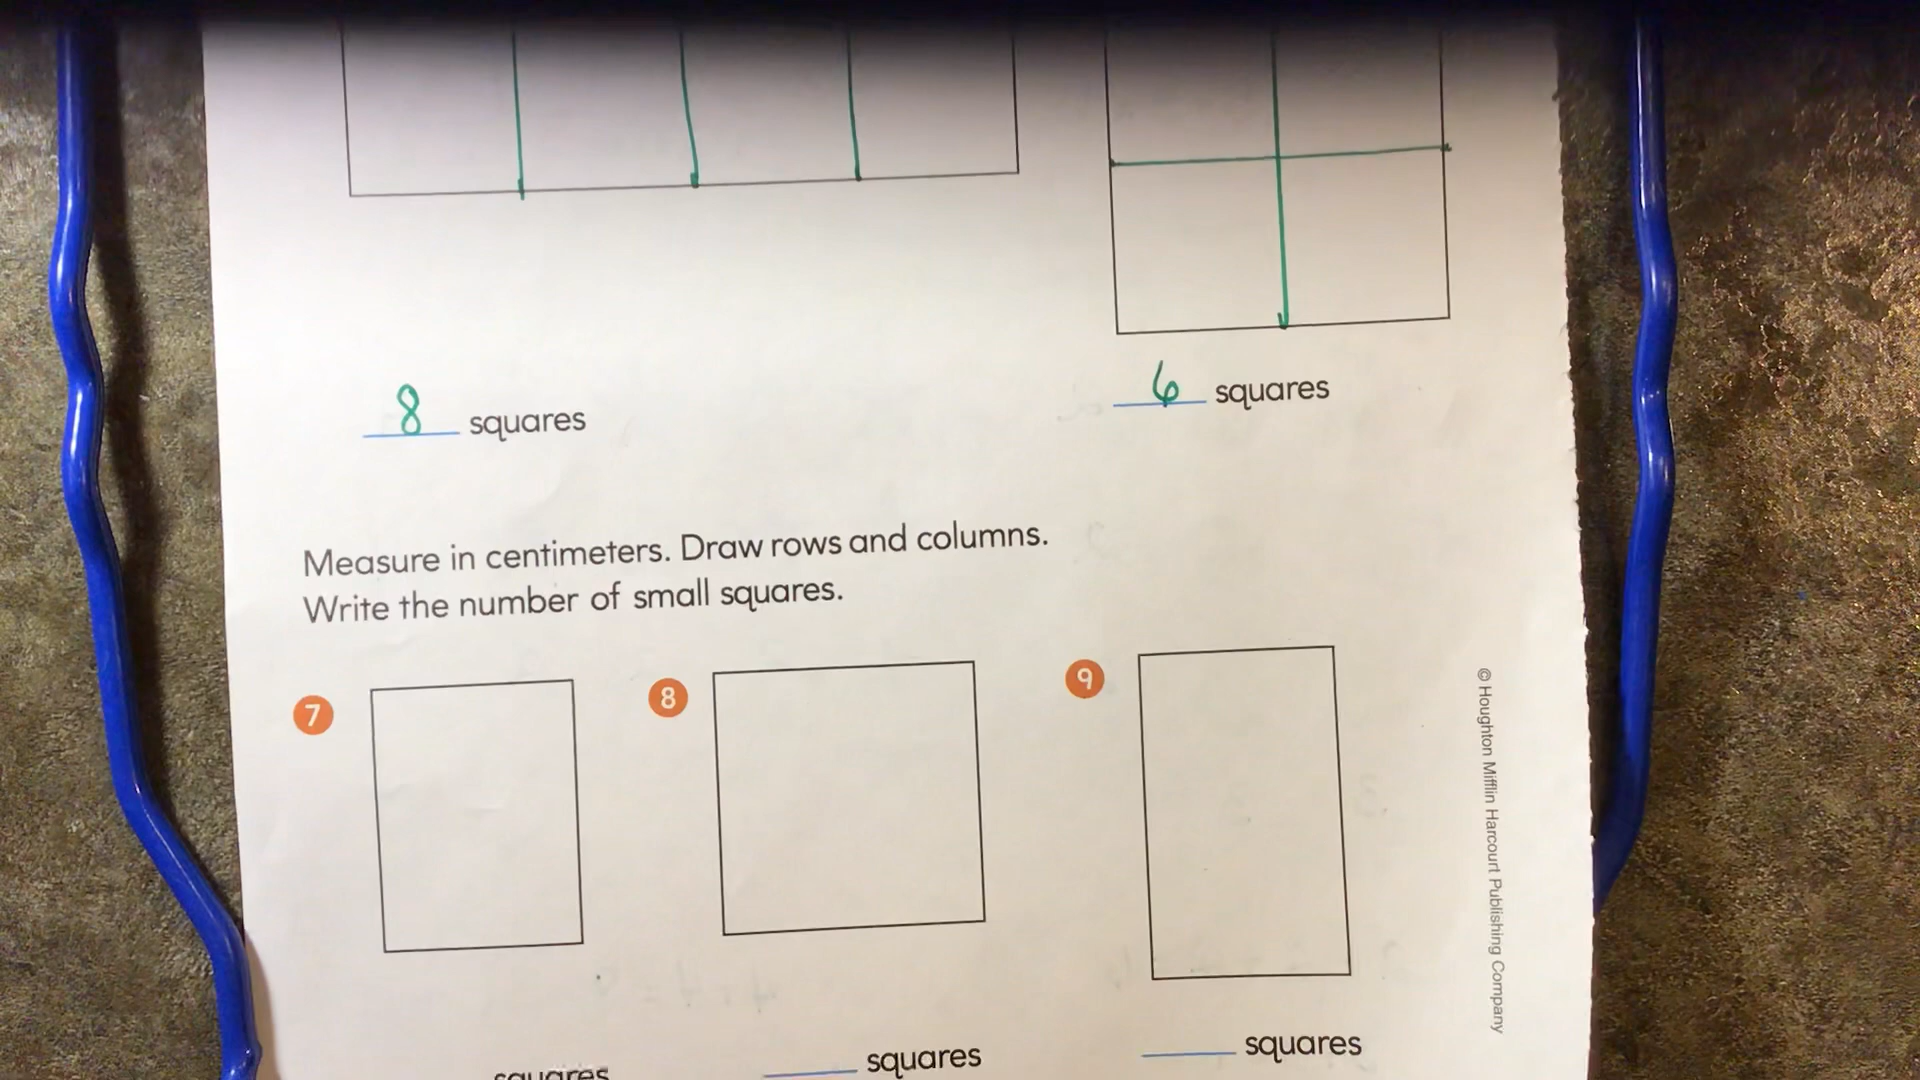 8 squares
6 squares
Measure in centimeters. Draw rows and columns.
Write the number of small squares.
7
8
9
squares
squares
squares
© Houghton Mifflin Harcourt Publishing Company